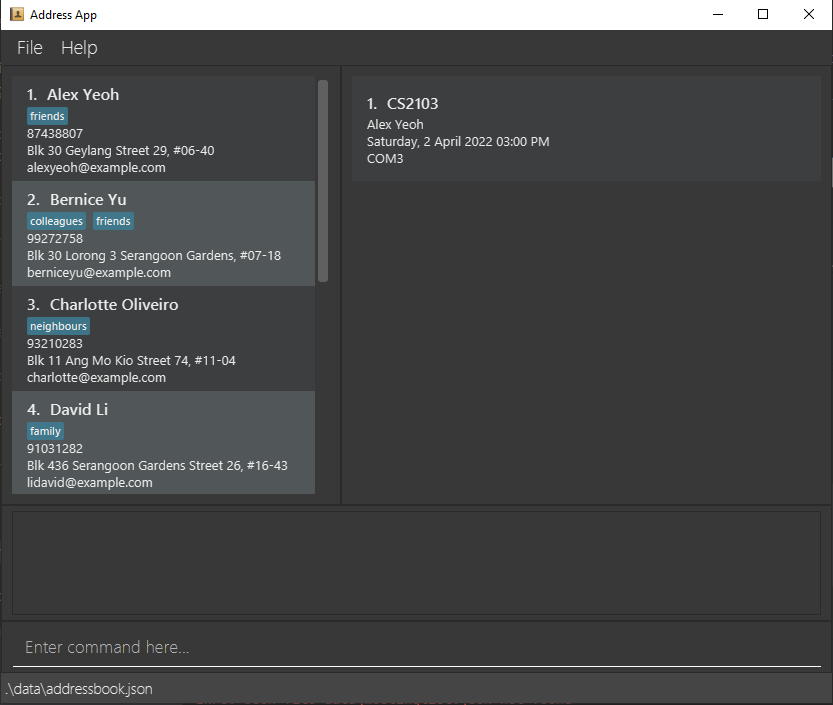 Address App
File Help
1. Alex Yeoh
friends
87438807
Blk 30 Geylang Street 29, #06-40
alexyeoh@example.com
2. Bernice Yu
colleagues friends
99272758
Blk 30 Lorong 3 Serangoon Gardens, #07-18
berniceyu@example.com
3. Charlotte Oliveiro
neighbours
93210283
Blk 11 Ang Mo Kio Street 74, #11-04
charlotte@example.com
4. David Li
family
91031282
Blk 436 Serangoon Gardens Street 26, #16-43
lidavid@example.com
1. CS2103
Alex Yeoh
Saturday, 2 April 2022 03:00 PM
COM3
Enter command here...
.\data\addressbook.json